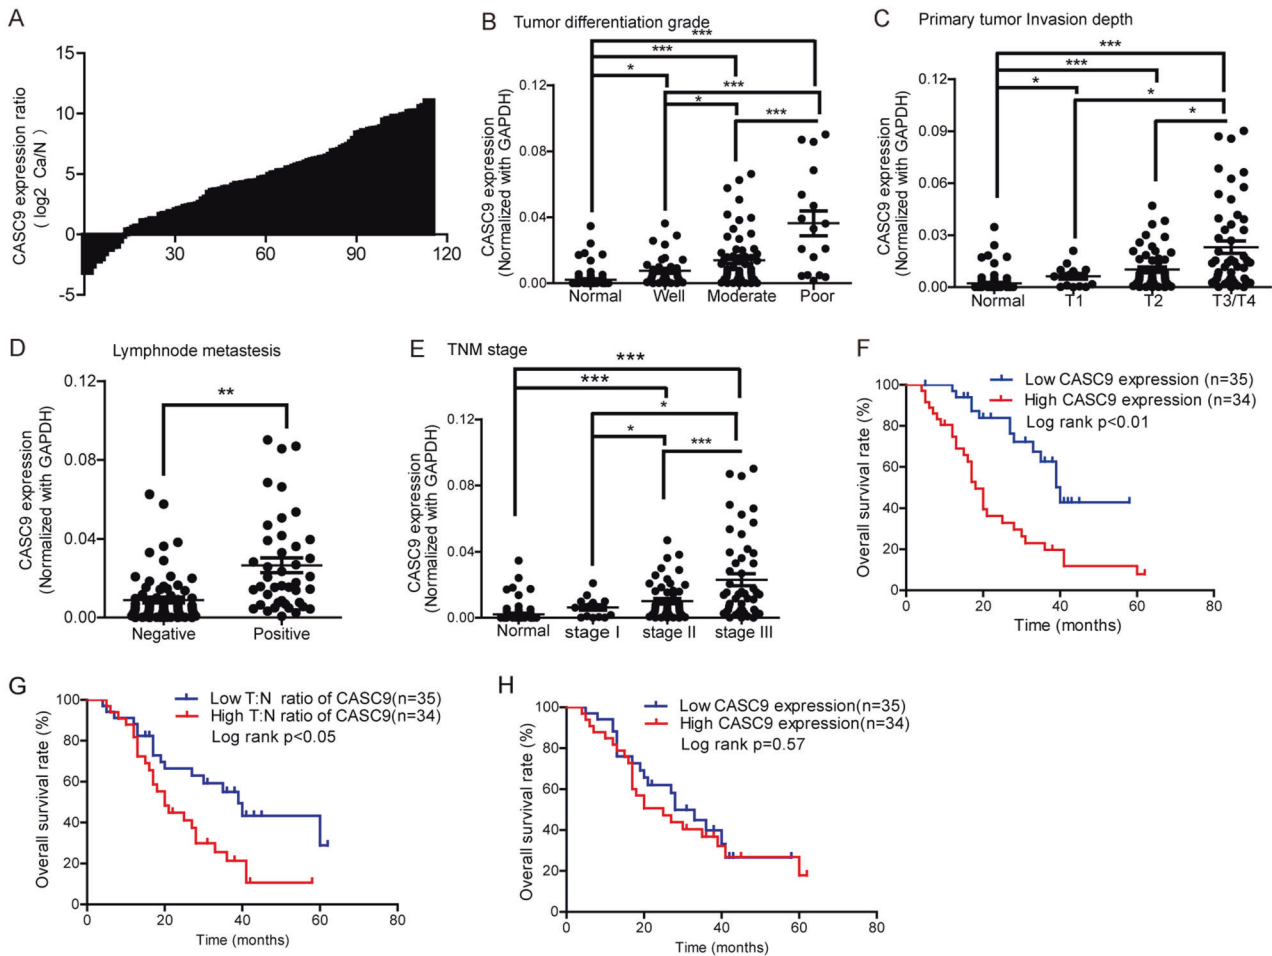 A
CASC9 expression ratio
( log2 Ca/N )
15
10
5
0
-5
30
60
90
120
B
Tumor differentiation grade
CASC9 expression
(Normalized with GAPDH)
0.12
0.08
0.04
0.00
***
***
*
***
*
***
Normal
Well
Moderate
Poor
C
Primary tumor Invasion depth
CASC9 expression
(Normalized with GAPDH)
0.12
0.09
0.06
0.03
0.00
***
***
*
*
*
Normal
T1
T2
T3/T4
D
Lymphnode metastesis
CASC9 expression
(Normalized with GAPDH)
0.12
0.08
0.04
0.00
**
Negative
Positive
E
TNM stage
CASC9 expression
(Normalized with GAPDH)
0.12
0.08
0.04
0.00
***
***
*
*
***
Normal
stage I
stage II
stage III
F
Low CASC9 expression (n=35)
High CASC9 expression (n=34)
Log rank p<0.01
Overall survival rate (%)
100
80
60
40
20
0
0
20
40
60
80
Time (months)
G
Low T:N ratio of CASC9(n=35)
High T:N ratio of CASC9(n=34)
Log rank p<0.05
Overall survival rate (%)
100
80
60
40
20
0
0
20
40
60
80
Time (months)
H
Low CASC9 expression(n=35)
High CASC9 expression(n=34)
Log rank p=0.57
Overall survival rate (%)
100
80
60
40
20
0
0
20
40
60
80
Time (months)